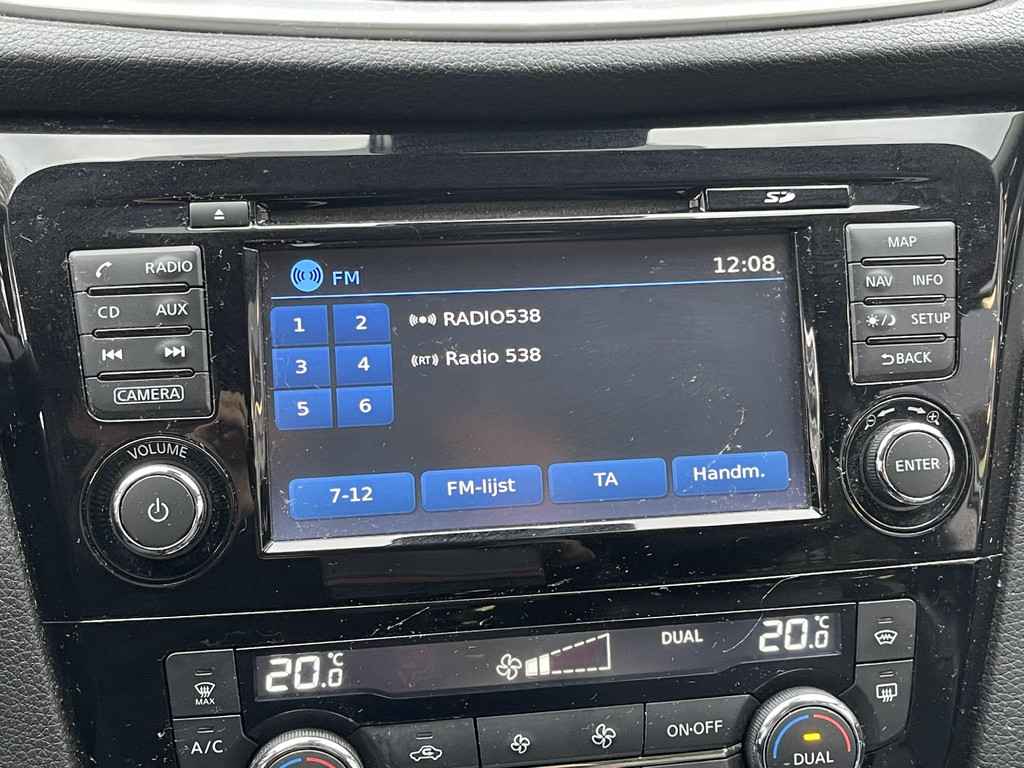 SD
RADIO
CD AUX
CAMERA
VOLUME
FM 12:08
1 2
3 4
5 6
RADIO538
RT Radio 538
7-12 FM-lijst TA Handm.
MAP
NAV INFO
SETUP
BACK
ENTER
20.0°C DUAL 20.0°C
MAX
A/C
ON·OFF
DUAL